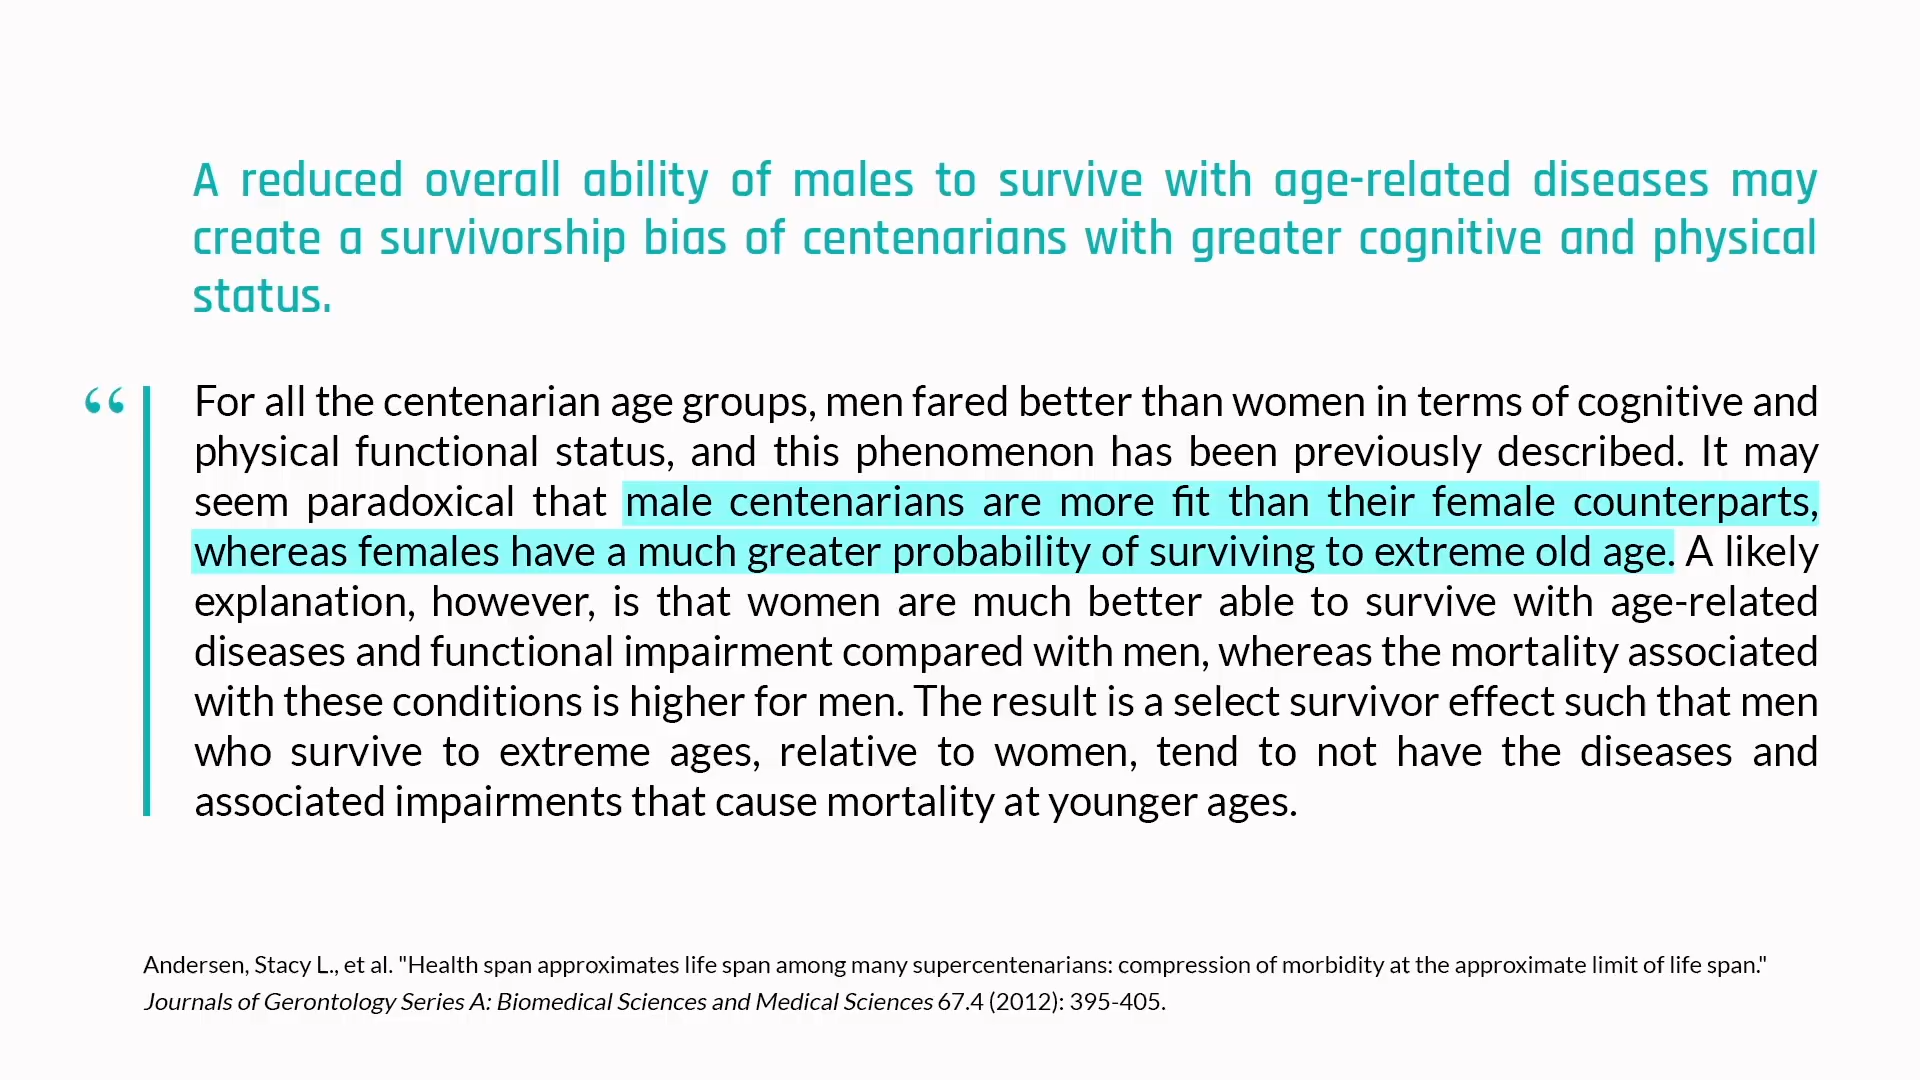 A reduced overall ability of males to survive with age-related diseases may
create a survivorship bias of centenarians with greater cognitive and physical
status.
“ For all the centenarian age groups, men fared better than women in terms of cognitive and
physical functional status, and this phenomenon has been previously described. It may
seem paradoxical that male centenarians are more fit than their female counterparts,
whereas females have a much greater probability of surviving to extreme old age. A likely
explanation, however, is that women are much better able to survive with age-related
diseases and functional impairment compared with men, whereas the mortality associated
with these conditions is higher for men. The result is a select survivor effect such that men
who survive to extreme ages, relative to women, tend to not have the diseases and
associated impairments that cause mortality at younger ages.
Andersen, Stacy L., et al. "Health span approximates life span among many supercentenarians: compression of morbidity at the approximate limit of life span."
Journals of Gerontology Series A: Biomedical Sciences and Medical Sciences 67.4 (2012): 395-405.